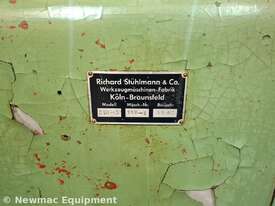 Richard Stühlmann & Co.
Werkzeugmaschinen-Fabrik
Köln-Braunsfeld
Modell Masch.-Nr. Baujahr
© Newmac Equipment